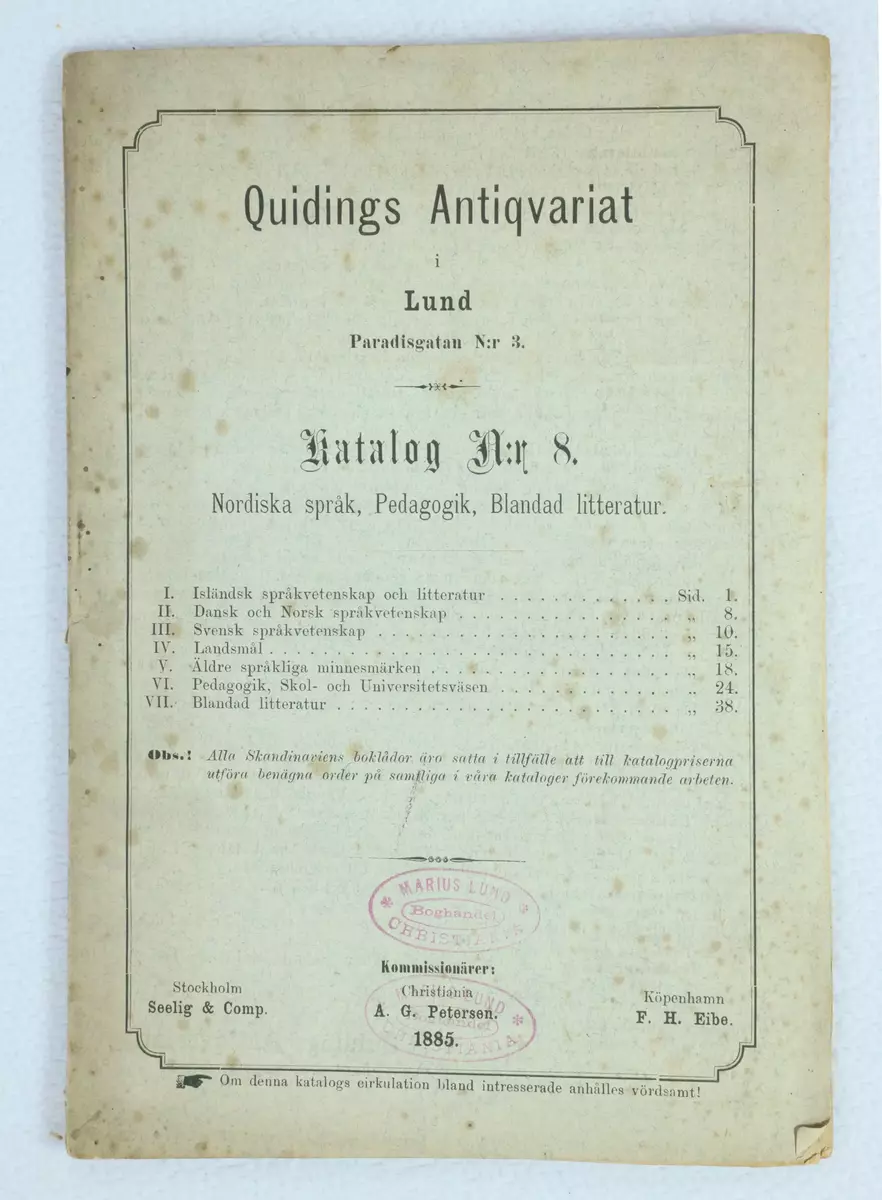 Quidings Antiqvariat
i
Lund
Paradisgatan N:r 3.
Katalog N:r 8.
Nordiska språk, Pedagogik, Blandad litteratur.
I. Isländsk språkvetenskap och litteratur . . . . . . . . . . . . . Sid. 1.
II. Dansk och Norsk språkvetenskap . . . . . . . . . . . . . . . . „ 8.
III. Svensk språkvetenskap . . . . . . . . . . . . . . . . . . . . . „ 10.
IV. Landsmål . . . . . . . . . . . . . . . . . . . . . . . . . . . . „ 15.
V. Äldre språkliga minnesmärken . . . . . . . . . . . . . . . . . . „ 18.
VI. Pedagogik, Skol- och Universitetsväsen . . . . . . . . . . . . . „ 24.
VII. Blandad litteratur . . . . . . . . . . . . . . . . . . . . . . . „ 38.
Obs.! Alla Skandinaviens boklådor äro satta i tillfälle att till katalogpriserna
utföra benägna order på samfliga i våra kataloger förekommande arbeten.
MARIUS LUND
Boghandel
CHRISTIANIA
Kommissionärer:
Stockholm
Seelig & Comp.
Christiania
A. G. Petersen.
1885.
Köpenhamn
F. H. Eibe.
LUND
CHRISTIANIA
Om denna katalogs cirkulation bland intresserade anhålles vördsamt!